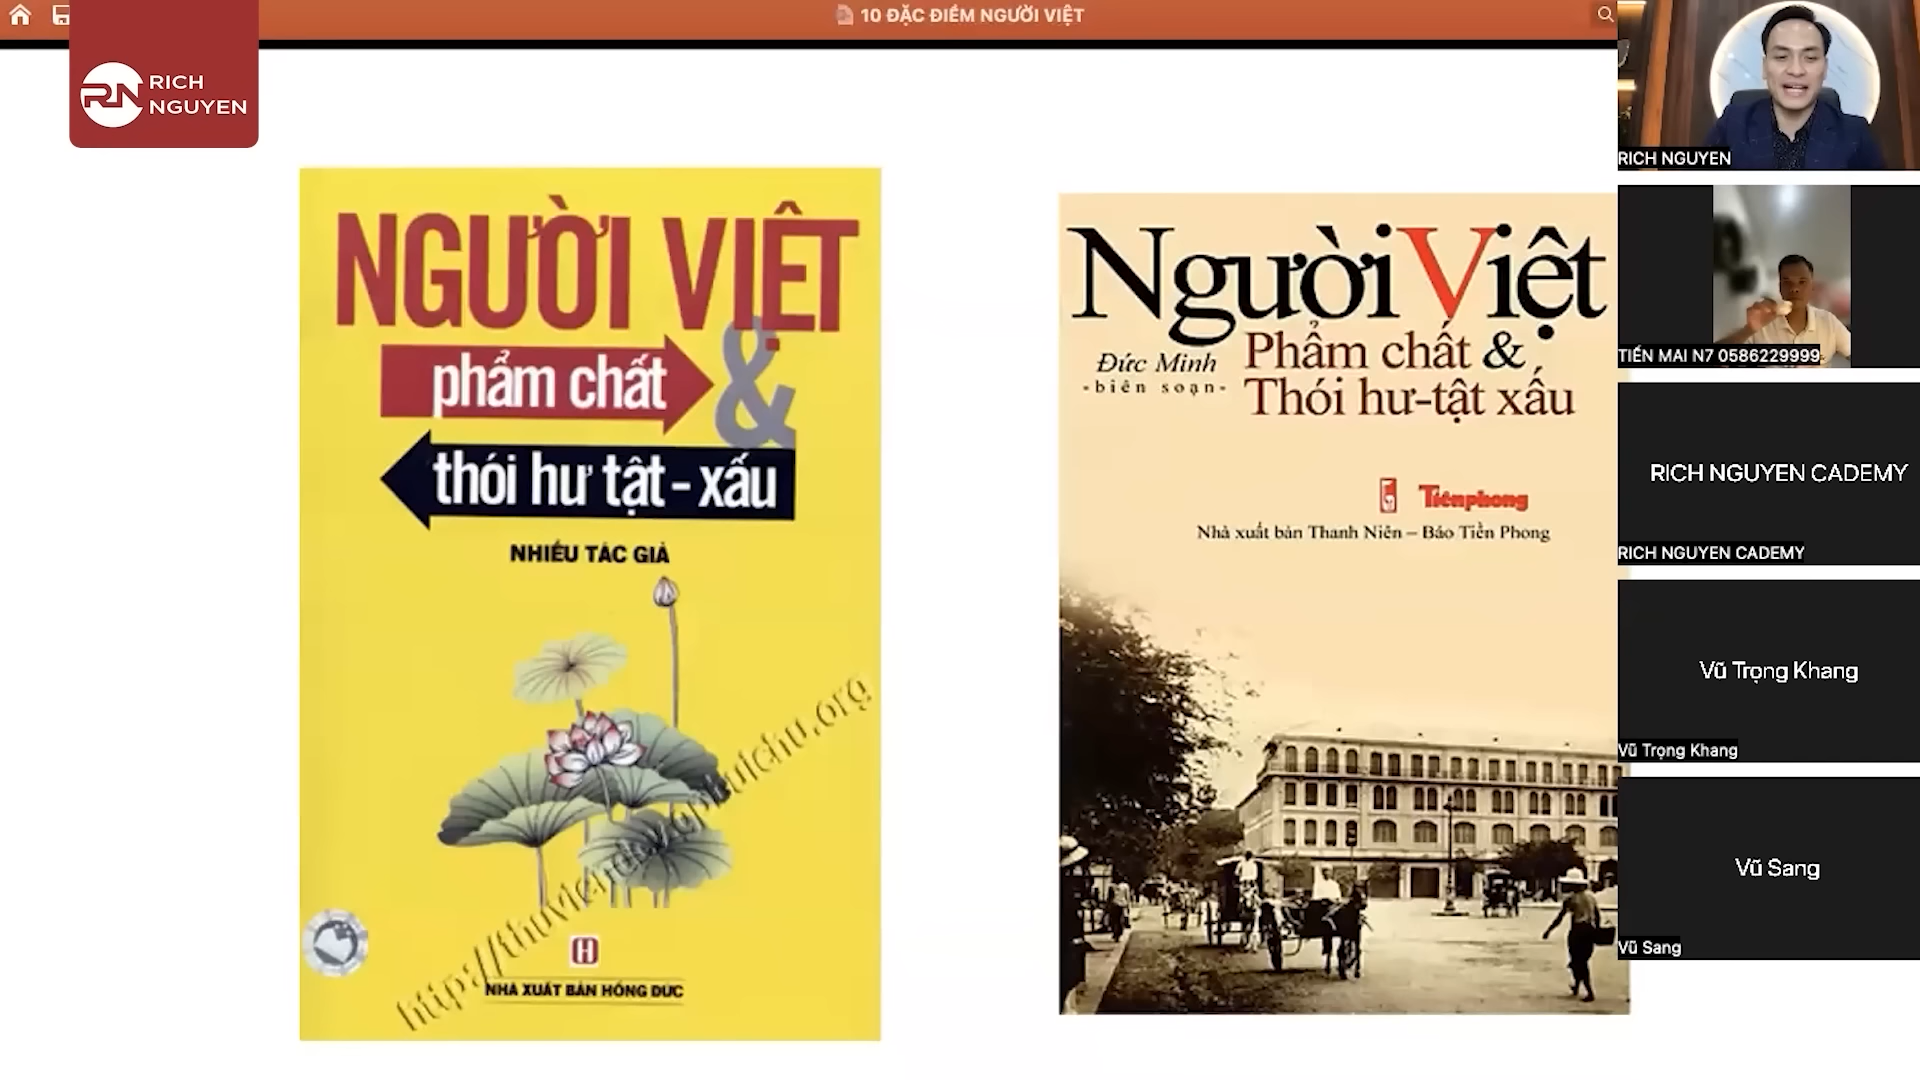 10 ĐẶC ĐIỂM NGƯỜI VIỆT
RICH
NGUYEN
NGƯỜI VIỆT
phẩm chất
&
thói hư tật - xấu
NHIỀU TÁC GIẢ
NHÀ XUẤT BẢN HỒNG ĐỨC
Người Việt
Đức Minh
-biên soạn-
Phẩm chất &
Thói hư-tật xấu
Tiền phong
Nhà xuất bản Thanh Niên – Báo Tiền Phong
RICH NGUYEN
TIẾN MAI N7 0586229999
RICH NGUYEN CADEMY
RICH NGUYEN CADEMY
Vũ Trọng Khang
Vũ Trọng Khang
Vũ Sang
Vũ Sang